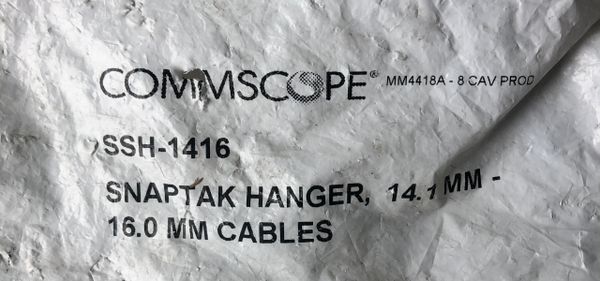 COMMSCOPE® MM4418A - 8 CAV PROD
SSH-1416
SNAPTAK HANGER, 14.1 MM -
16.0 MM CABLES